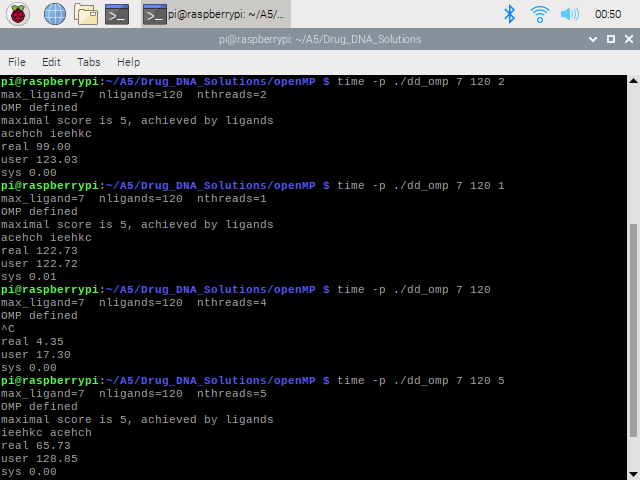 pi@raspberrypi:~/A5/...
00:50
pi@raspberrypi: ~/A5/Drug_DNA_Solutions
File Edit Tabs Help
pi@raspberrypi:~/A5/Drug_DNA_Solutions/openMP $ time -p ./dd_omp 7 120 2
max_ligand=7  nligands=120  nthreads=2
OMP defined
maximal score is 5, achieved by ligands
acehch ieehkc
real 99.00
user 123.03
sys 0.00
pi@raspberrypi:~/A5/Drug_DNA_Solutions/openMP $ time -p ./dd_omp 7 120 1
max_ligand=7  nligands=120  nthreads=1
OMP defined
maximal score is 5, achieved by ligands
acehch ieehkc
real 122.73
user 122.72
sys 0.01
pi@raspberrypi:~/A5/Drug_DNA_Solutions/openMP $ time -p ./dd_omp 7 120
max_ligand=7  nligands=120  nthreads=4
OMP defined
^C
real 4.35
user 17.30
sys 0.00
pi@raspberrypi:~/A5/Drug_DNA_Solutions/openMP $ time -p ./dd_omp 7 120 5
max_ligand=7  nligands=120  nthreads=5
OMP defined
maximal score is 5, achieved by ligands
ieehkc acehch
real 65.73
user 128.85
sys 0.00